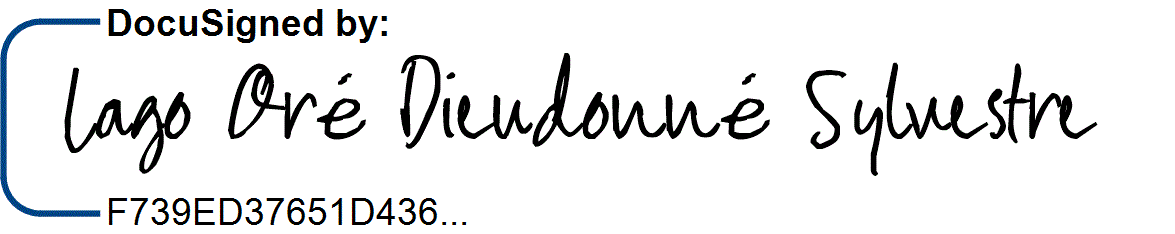 DocuSigned by:
Lago Oré Dieudonné Sylvestre
F739ED37651D436...